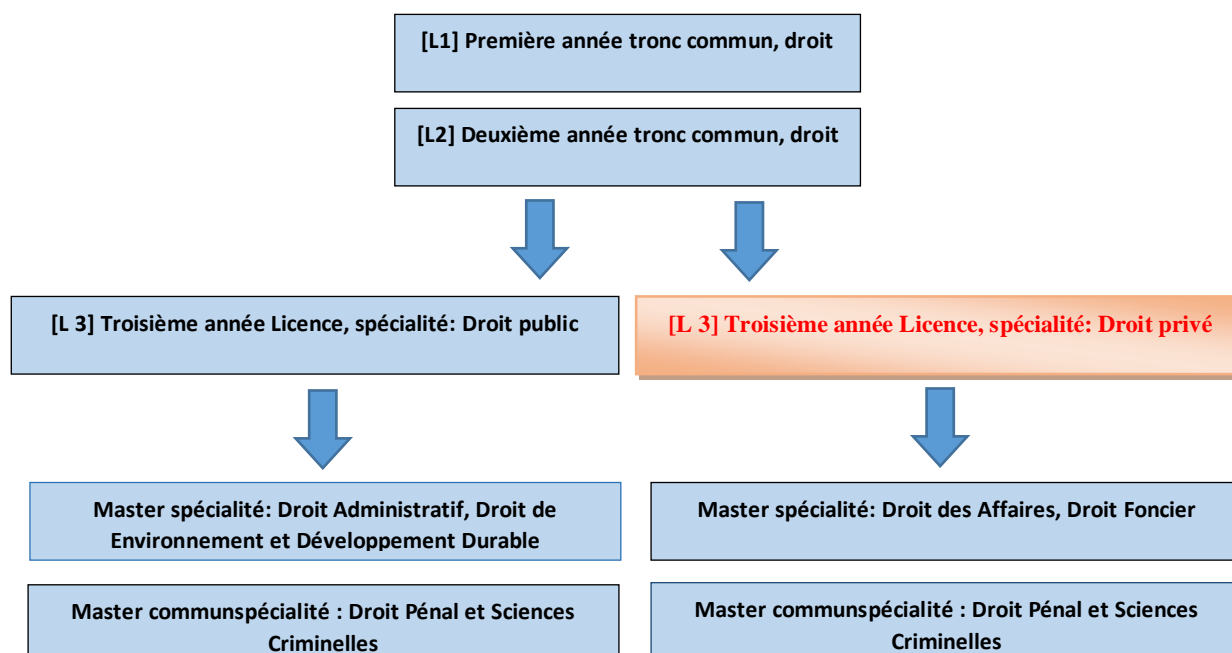 [L1] Première année tronc commun, droit
[L2] Deuxième année tronc commun, droit
[L 3] Troisième année Licence, spécialité: Droit public
[L 3] Troisième année Licence, spécialité: Droit privé
Master spécialité: Droit Administratif, Droit de
Environnement et Développement Durable
Master spécialité: Droit des Affaires, Droit Foncier
Master communspécialité : Droit Pénal et Sciences
Criminelles
Master communspécialité : Droit Pénal et Sciences
Criminelles